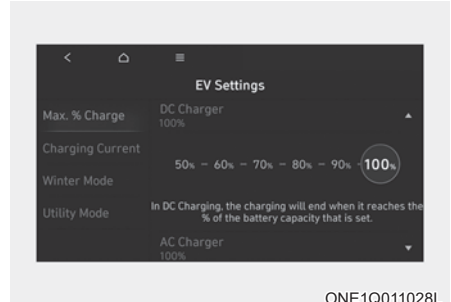 EV Settings
Max. % Charge
DC Charger
100%
Charging Current
50% - 60% - 70% - 80% - 90% - 100%
Winter Mode
Utility Mode
In DC Charging, the charging will end when it reaches the
% of the battery capacity that is set.
AC Charger
100%
ONE1Q011028L